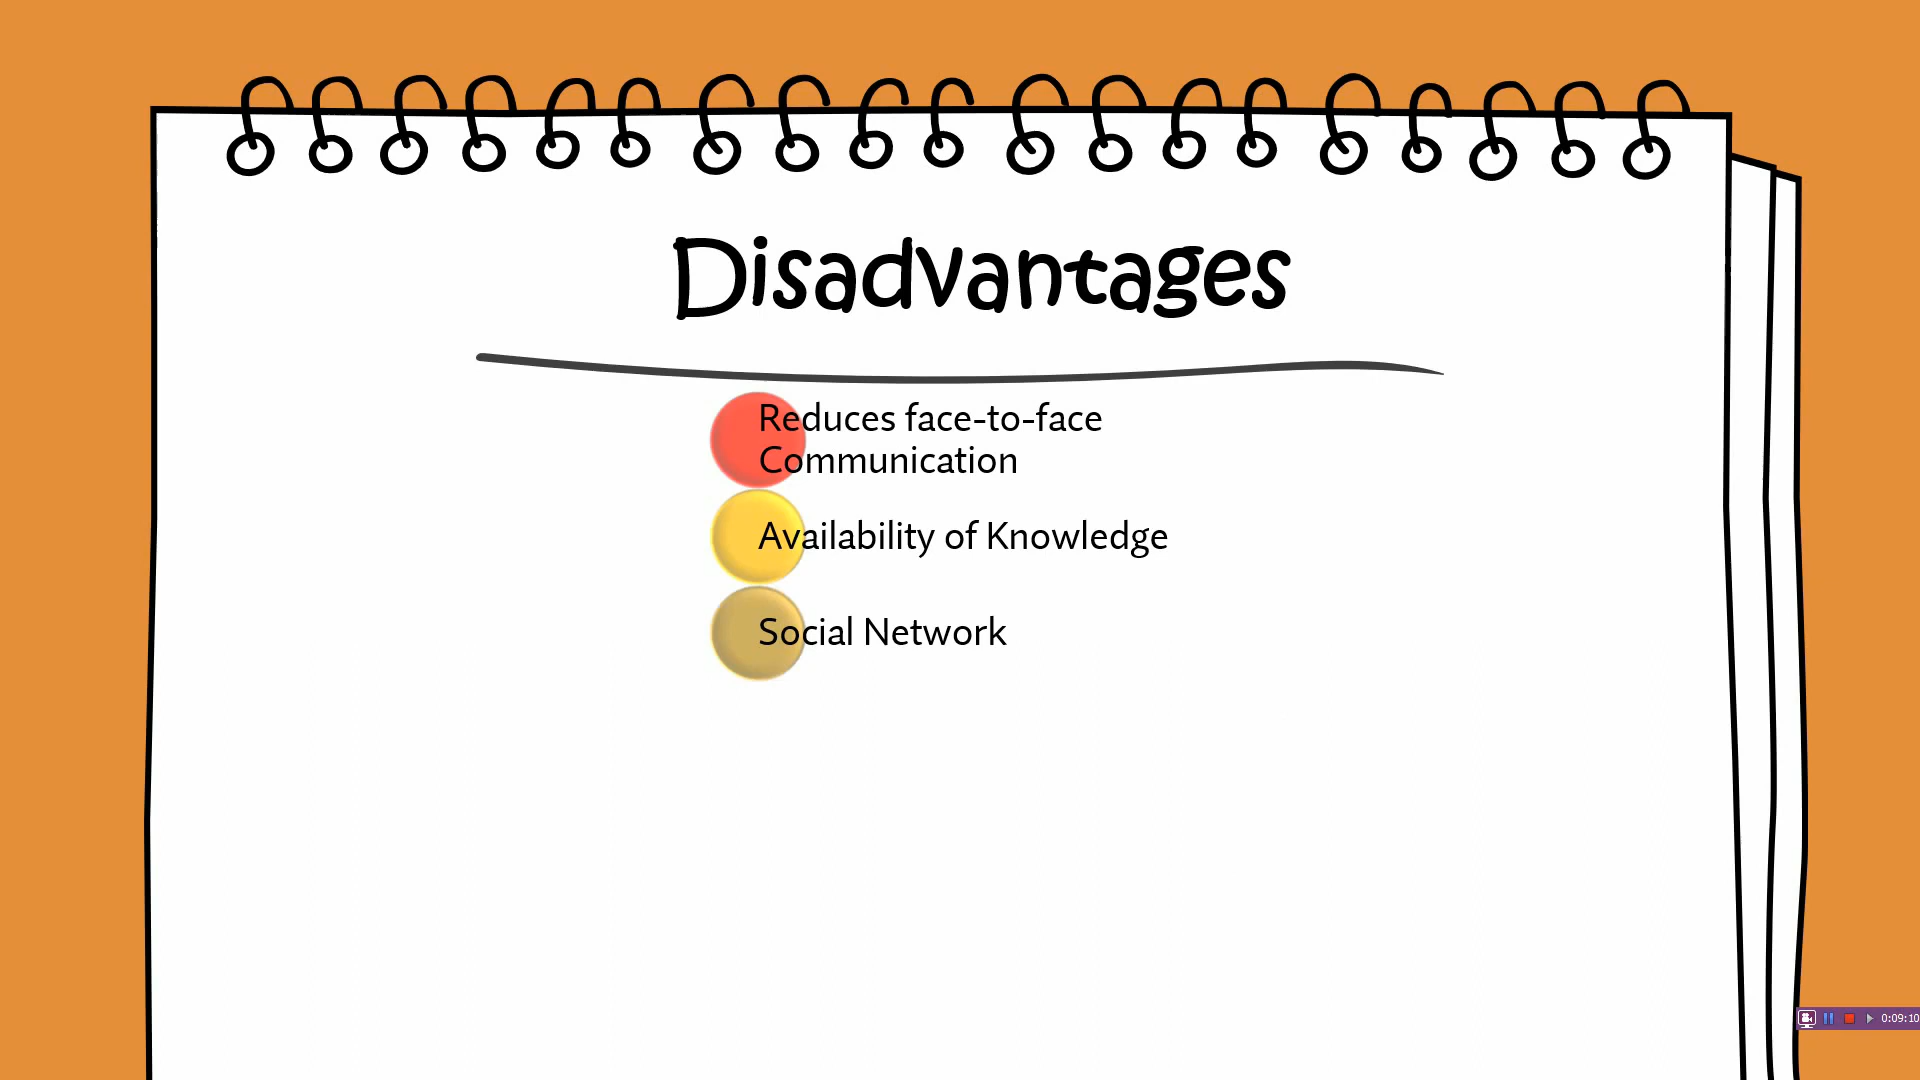 Disadvantages
Reduces face-to-face
Communication
Availability of Knowledge
Social Network
0:09:10